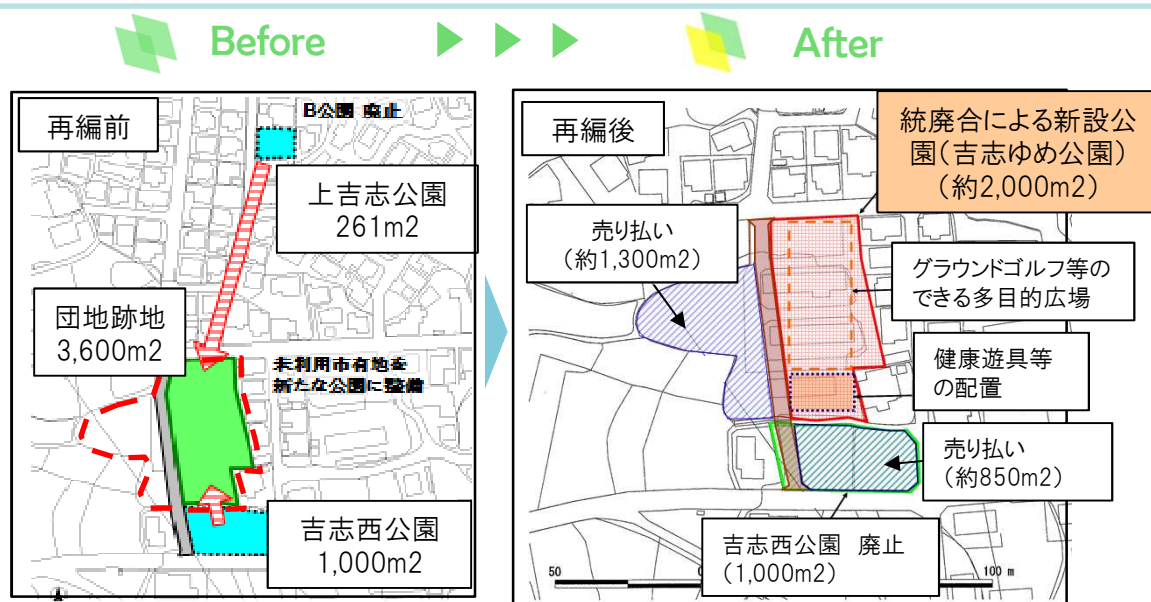 Before
After
再編前
B公園 廃止
上吉志公園
261m2
団地跡地
3,600m2
未利用市有地を
新たな公園に整備
吉志西公園
1,000m2
再編後
統廃合による新設公
園(吉志ゆめ公園)
(約2,000m2)
売り払い
(約1,300m2)
グラウンドゴルフ等の
できる多目的広場
健康遊具等
の配置
売り払い
(約850m2)
吉志西公園 廃止
(1,000m2)
50
100 m